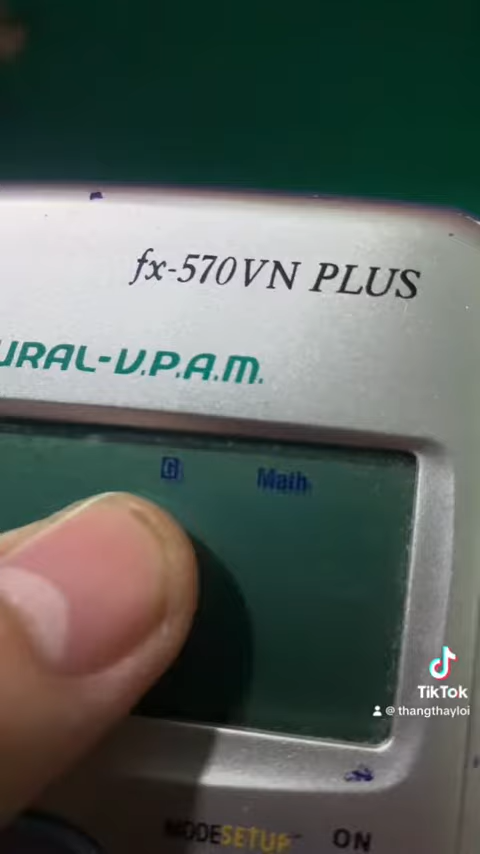 fx-570VN PLUS
URAL-V.P.A.M.
Math
TikTok
@ thangthayloi
MODE SETUP ON